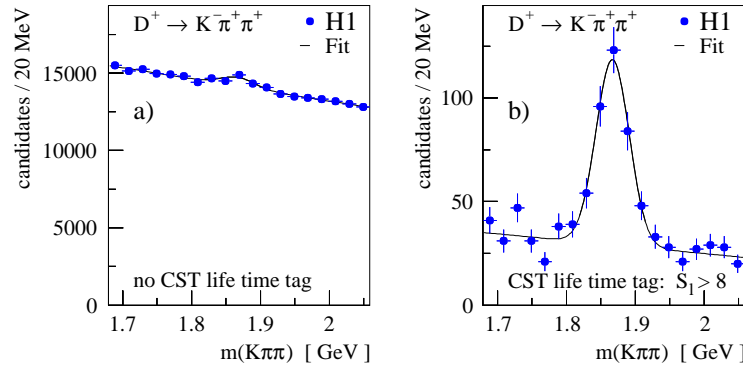 D⁺ → K⁻π⁺π⁺
H1
Fit
candidates / 20 MeV
15000
10000
5000
0
a)
no CST life time tag
1.7 1.8 1.9 2
m(Kππ) [ GeV ]
D⁺ → K⁻π⁺π⁺
H1
Fit
candidates / 20 MeV
100
50
0
b)
CST life time tag: S_l > 8
1.7 1.8 1.9 2
m(Kππ) [ GeV ]